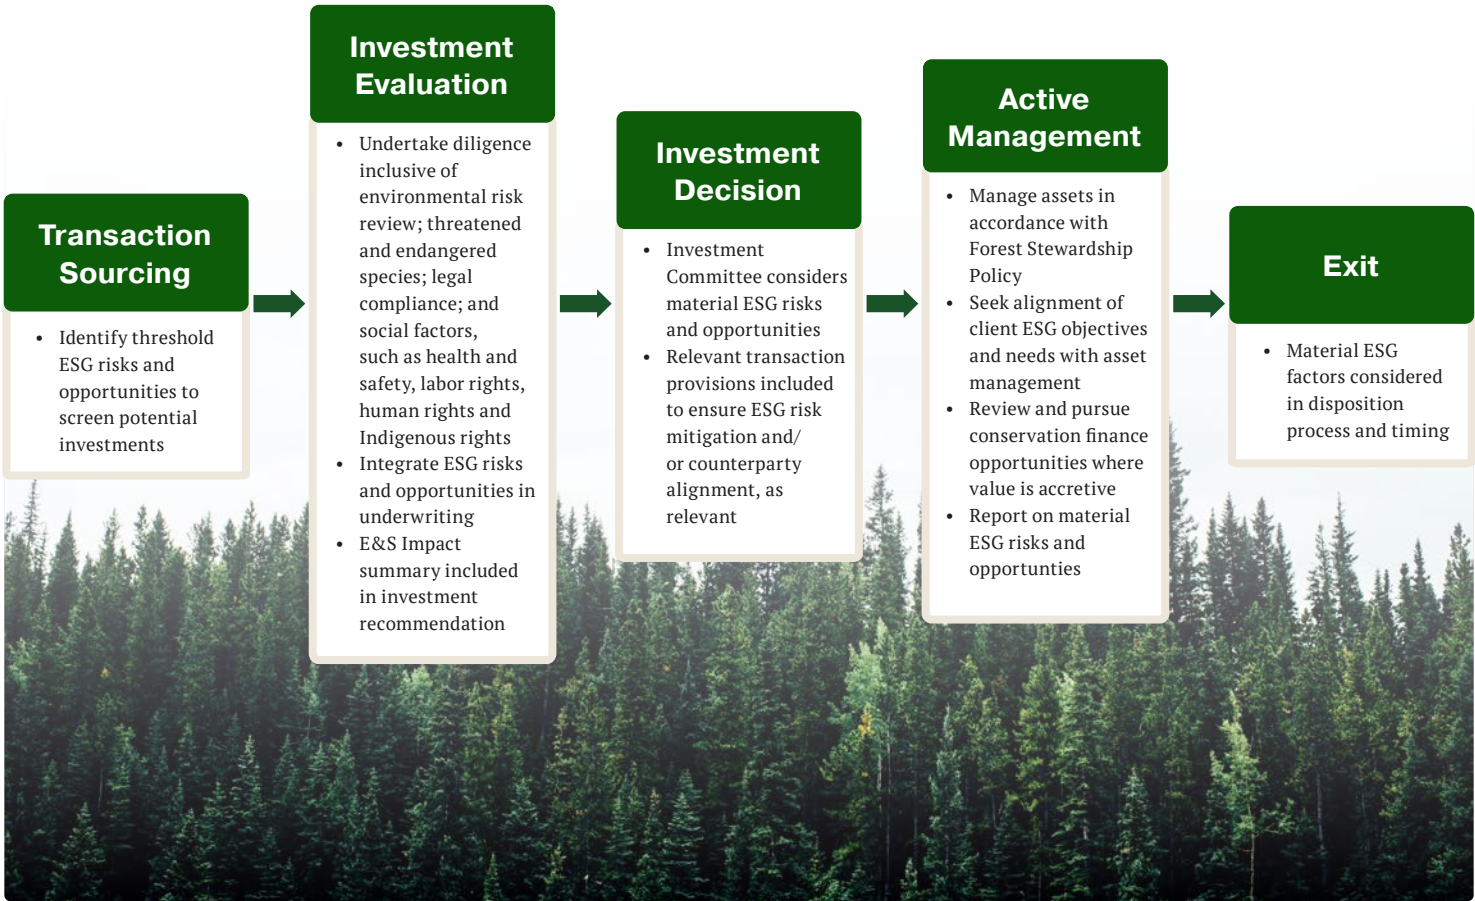 Transaction
Sourcing
• Identify threshold
ESG risks and
opportunities to
screen potential
investments
Investment
Evaluation
• Undertake diligence
inclusive of
environmental risk
review; threatened
and endangered
species; legal
compliance; and
social factors,
such as health and
safety, labor rights,
human rights and
Indigenous rights
• Integrate ESG risks
and opportunities in
underwriting
• E&S Impact
summary included
in investment
recommendation
Investment
Decision
• Investment
Committee considers
material ESG risks
and opportunities
• Relevant transaction
provisions included
to ensure ESG risk
mitigation and/
or counterparty
alignment, as
relevant
Active
Management
• Manage assets in
accordance with
Forest Stewardship
Policy
• Seek alignment of
client ESG objectives
and needs with asset
management
• Review and pursue
conservation finance
opportunities where
value is accretive
• Report on material
ESG risks and
opportunties
Exit
• Material ESG
factors considered
in disposition
process and timing